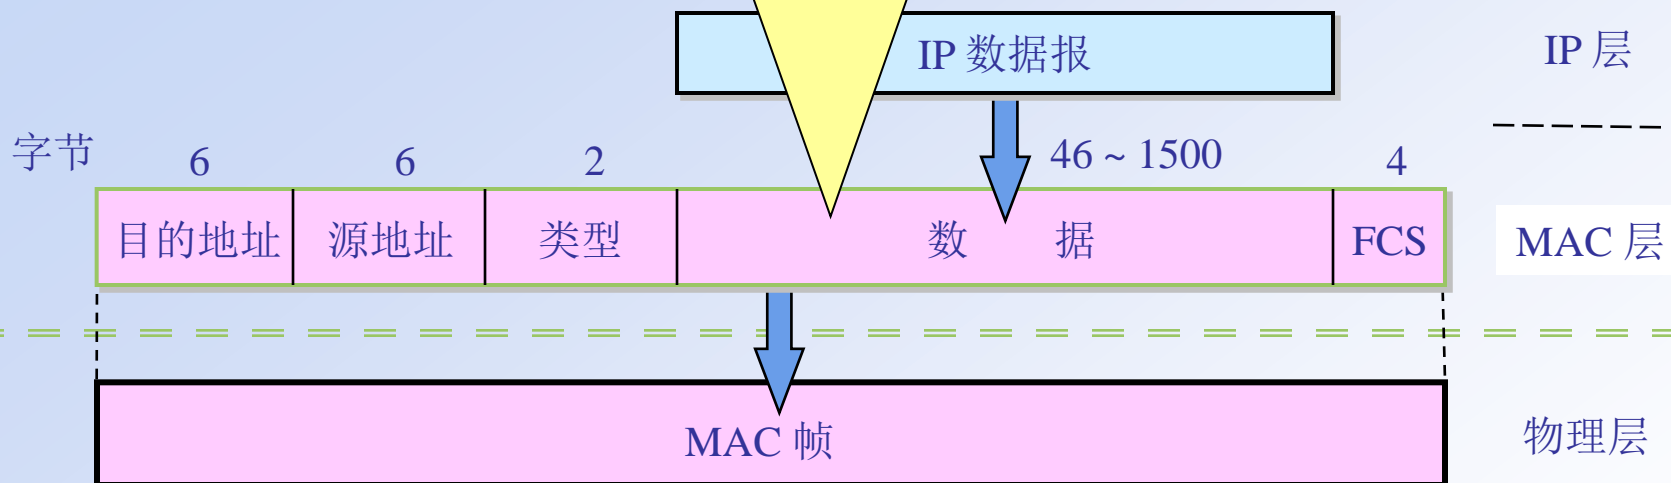 IP 数据报
IP 层
字节
6
6
2
46 ~ 1500
4
目的地址
源地址
类型
数 据
FCS
MAC 层
MAC 帧
物理层